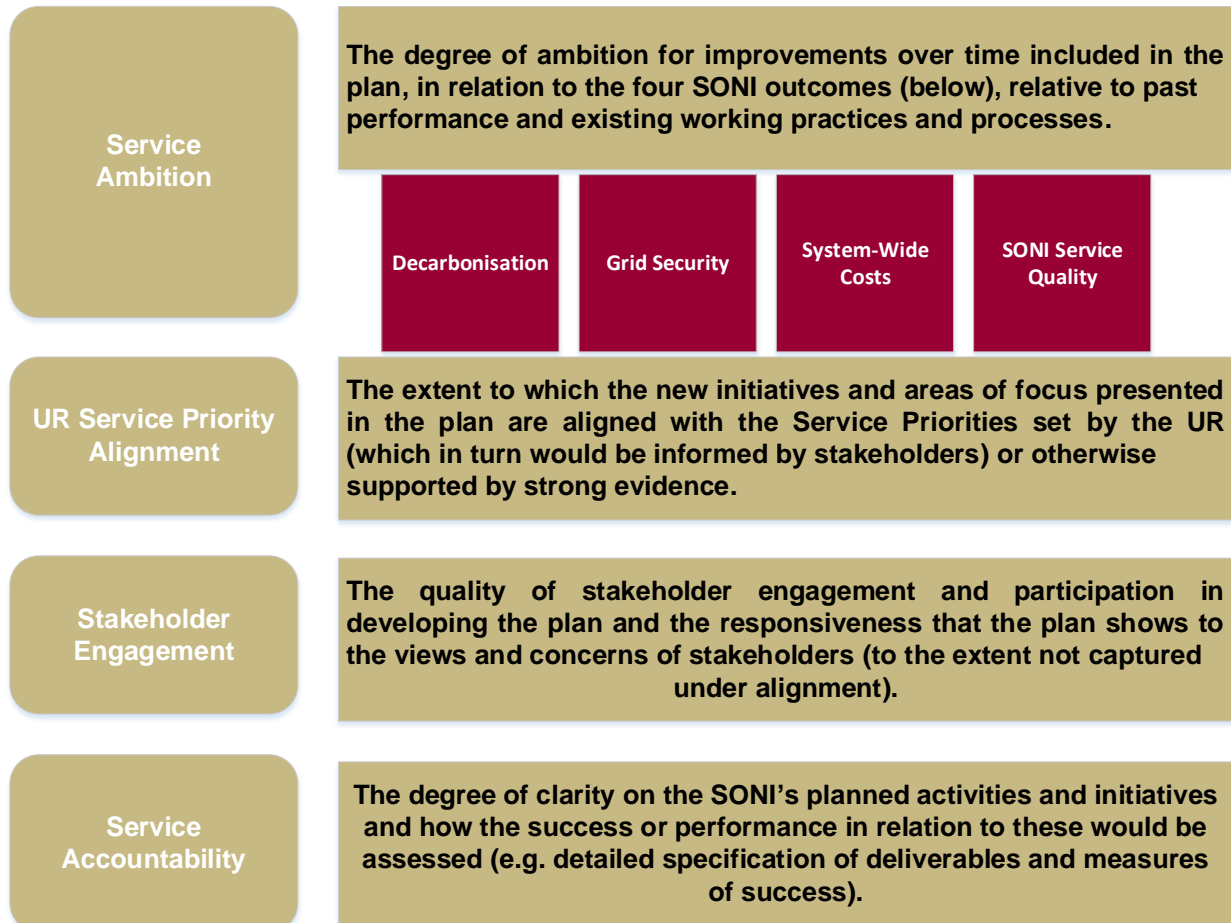 Service
Ambition
The degree of ambition for improvements over time included in the
plan, in relation to the four SONI outcomes (below), relative to past
performance and existing working practices and processes.
Decarbonisation
Grid Security
System-Wide
Costs
SONI Service
Quality
UR Service Priority
Alignment
The extent to which the new initiatives and areas of focus presented
in the plan are aligned with the Service Priorities set by the UR
(which in turn would be informed by stakeholders) or otherwise
supported by strong evidence.
Stakeholder
Engagement
The quality of stakeholder engagement and participation in
developing the plan and the responsiveness that the plan shows to
the views and concerns of stakeholders (to the extent not captured
under alignment).
Service
Accountability
The degree of clarity on the SONI’s planned activities and initiatives
and how the success or performance in relation to these would be
assessed (e.g. detailed specification of deliverables and measures
of success).